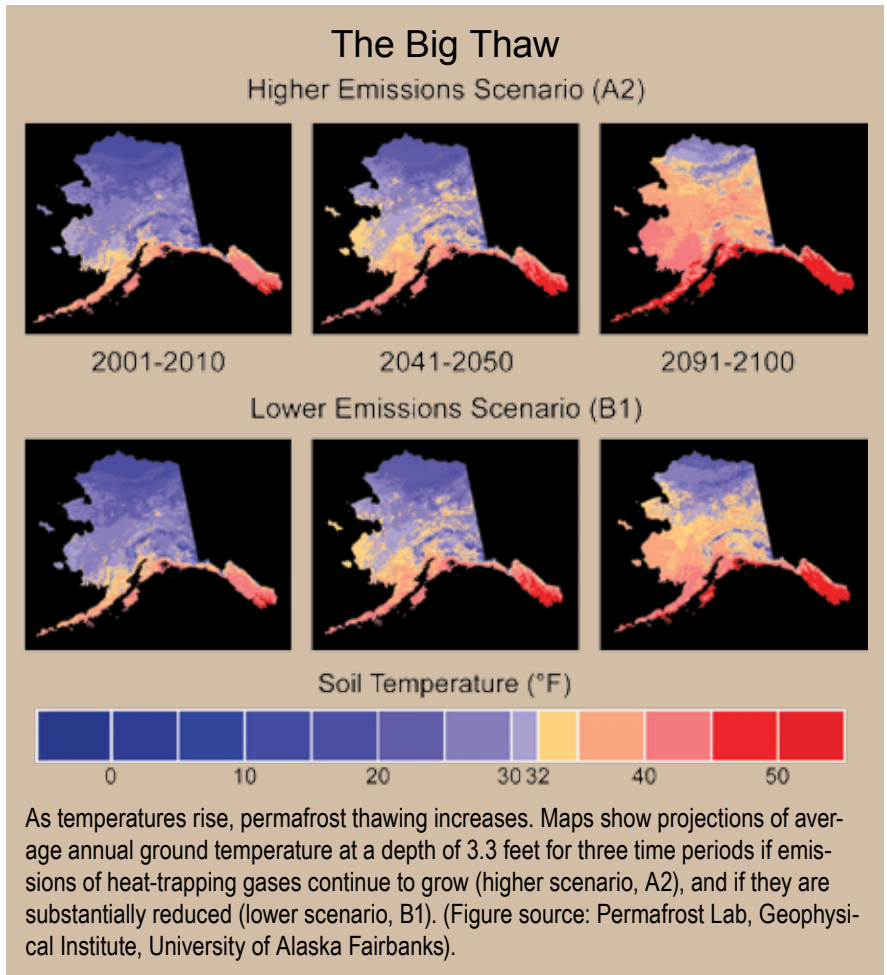 The Big Thaw
Higher Emissions Scenario (A2)
2001-2010 2041-2050 2091-2100
Lower Emissions Scenario (B1)
Soil Temperature (°F)
0 10 20 30 32 40 50
As temperatures rise, permafrost thawing increases. Maps show projections of aver-
age annual ground temperature at a depth of 3.3 feet for three time periods if emis-
sions of heat-trapping gases continue to grow (higher scenario, A2), and if they are
substantially reduced (lower scenario, B1). (Figure source: Permafrost Lab, Geophysi-
cal Institute, University of Alaska Fairbanks).